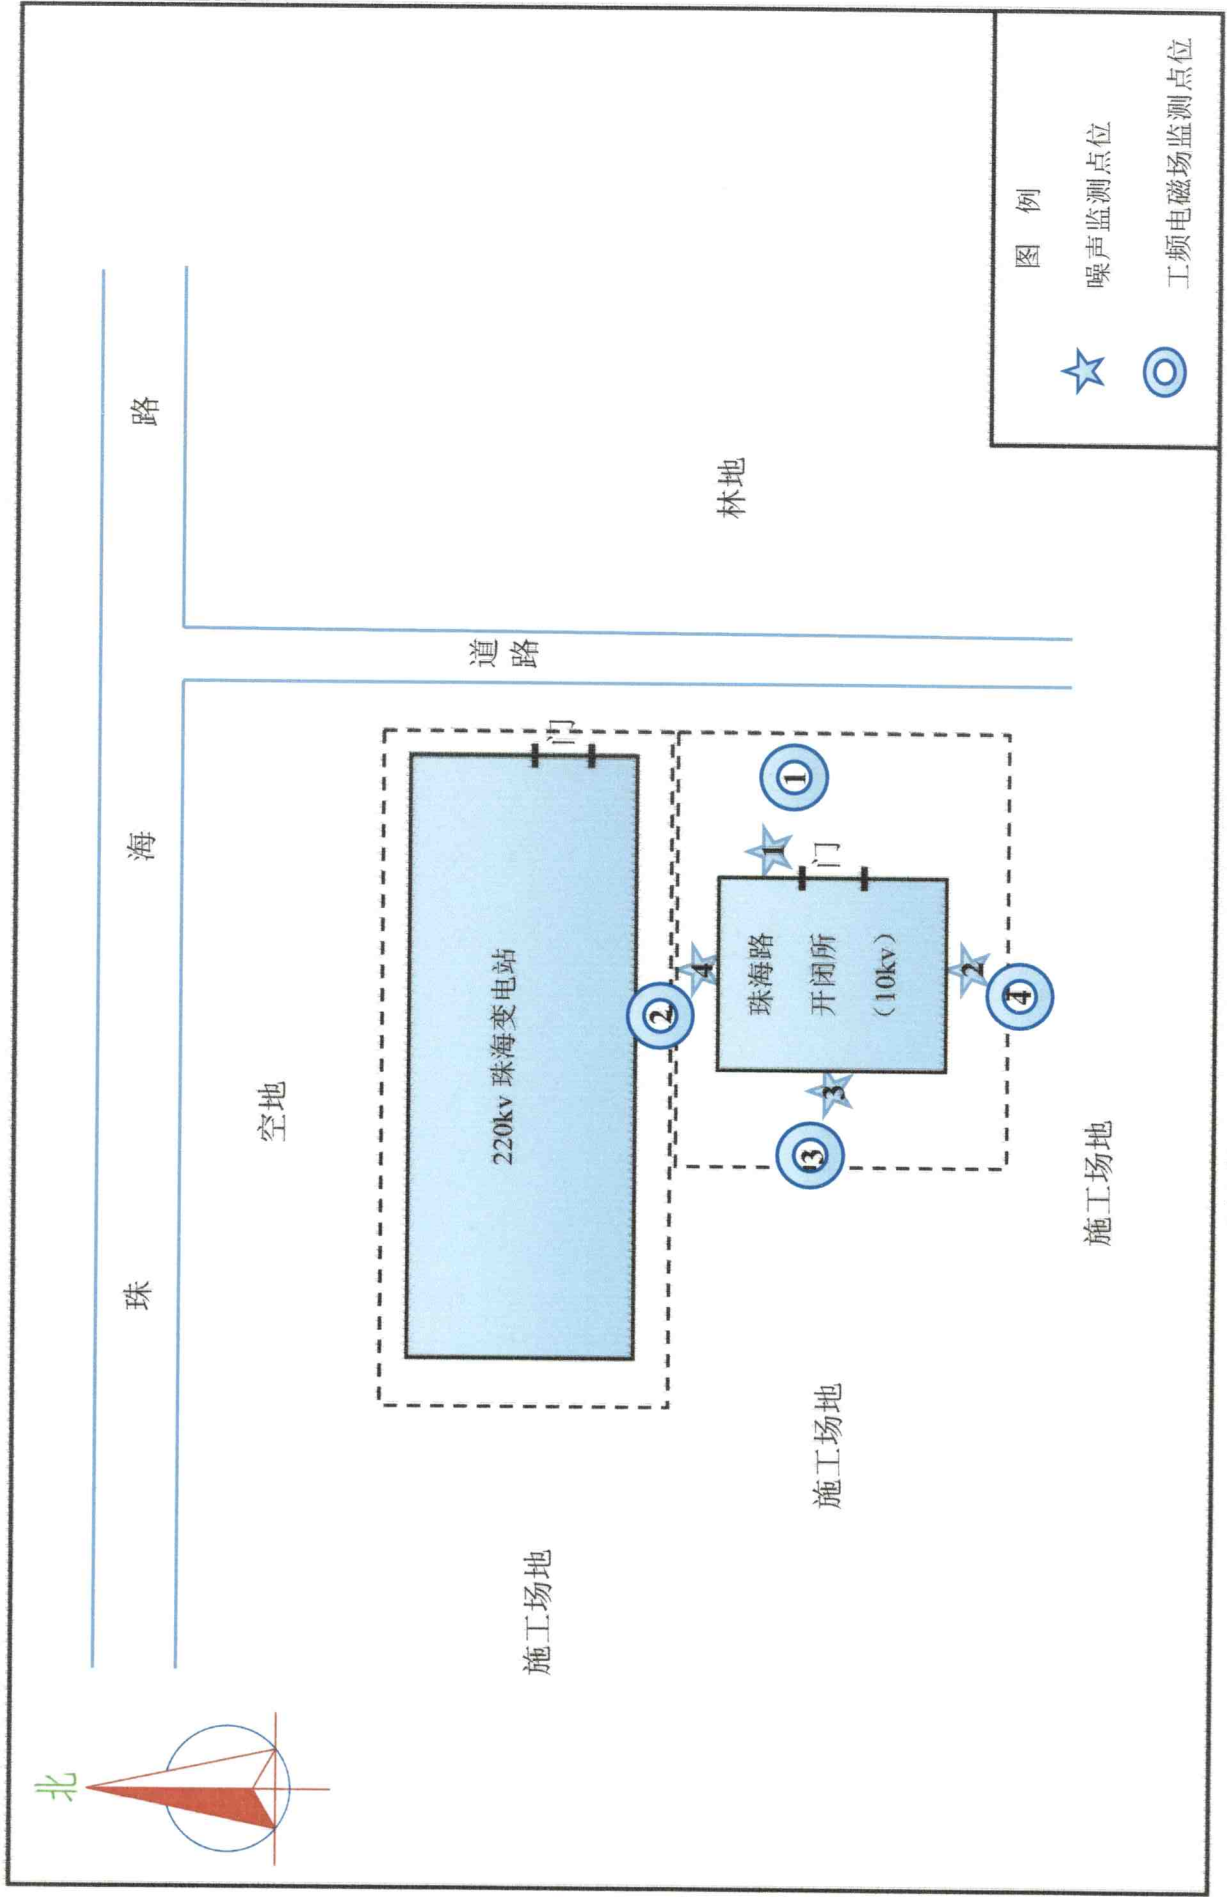 北
珠 海 路
空地
220kv 珠海变电站
门
道
路
施工场地
林地
2
4
1
1
珠海路
开闭所
(10kv)
门
3
3
2
4
施工场地
施工场地
图 例
噪声监测点位
工频电磁场监测点位